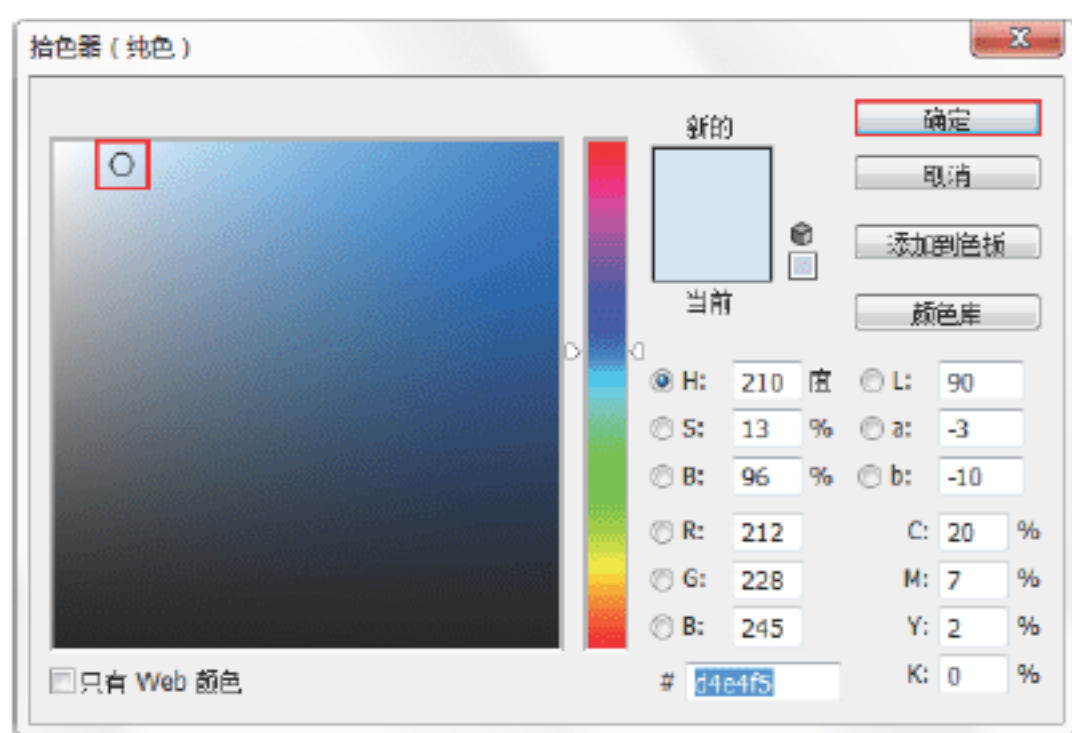 拾色器（纯色）
x
新的
当前
确定
取消
添加到色板
颜色库
H: 210 度
S: 13 %
B: 96 %
R: 212
G: 228
B: 245
# d4e4f5
L: 90
a: -3
b: -10
C: 20 %
M: 7 %
Y: 2 %
K: 0 %
只有 Web 颜色